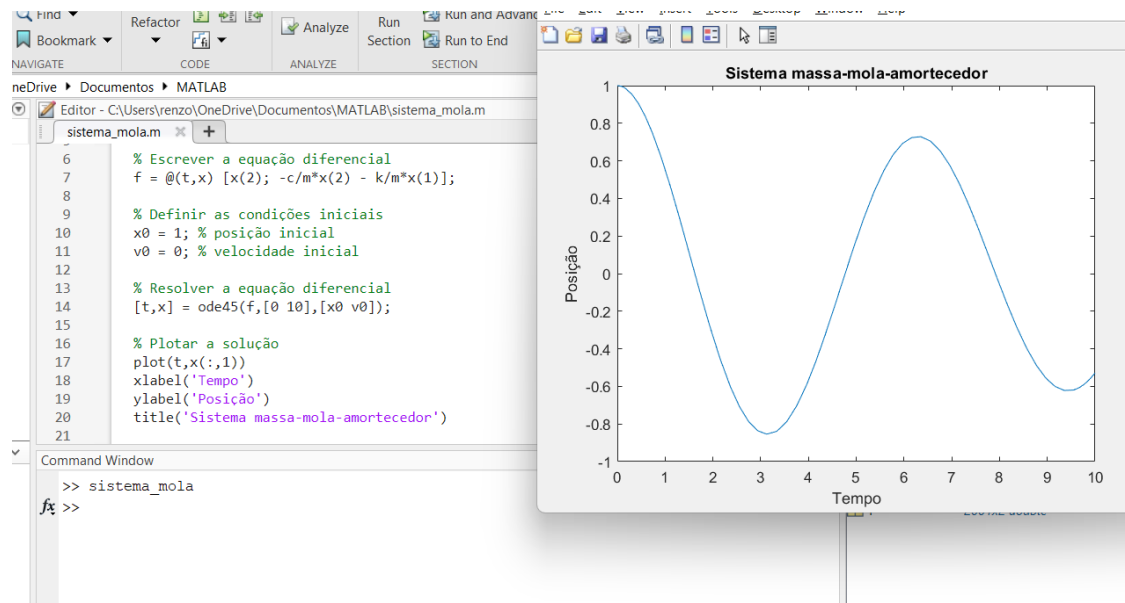 Find
Bookmark
NAVIGATE
Refactor
CODE
Analyze
ANALYZE
Run
Section
Run and Advanc
Run to End
SECTION
neDrive ▸ Documentos ▸ MATLAB
Editor - C:\Users\renzo\OneDrive\Documentos\MATLAB\sistema_mola.m
sistema_mola.m
6 % Escrever a equação diferencial
7 f = @(t,x) [x(2); -c/m*x(2) - k/m*x(1)];
8
9 % Definir as condições iniciais
10 x0 = 1; % posição inicial
11 v0 = 0; % velocidade inicial
12
13 % Resolver a equação diferencial
14 [t,x] = ode45(f,[0 10],[x0 v0]);
15
16 % Plotar a solução
17 plot(t,x(:,1))
18 xlabel('Tempo')
19 ylabel('Posição')
20 title('Sistema massa-mola-amortecedor')
21
Command Window
>> sistema_mola
fx >>
Sistema massa-mola-amortecedor
1
0.8
0.6
0.4
0.2
0
-0.2
-0.4
-0.6
-0.8
-1
Posição
0 1 2 3 4 5 6 7 8 9 10
Tempo